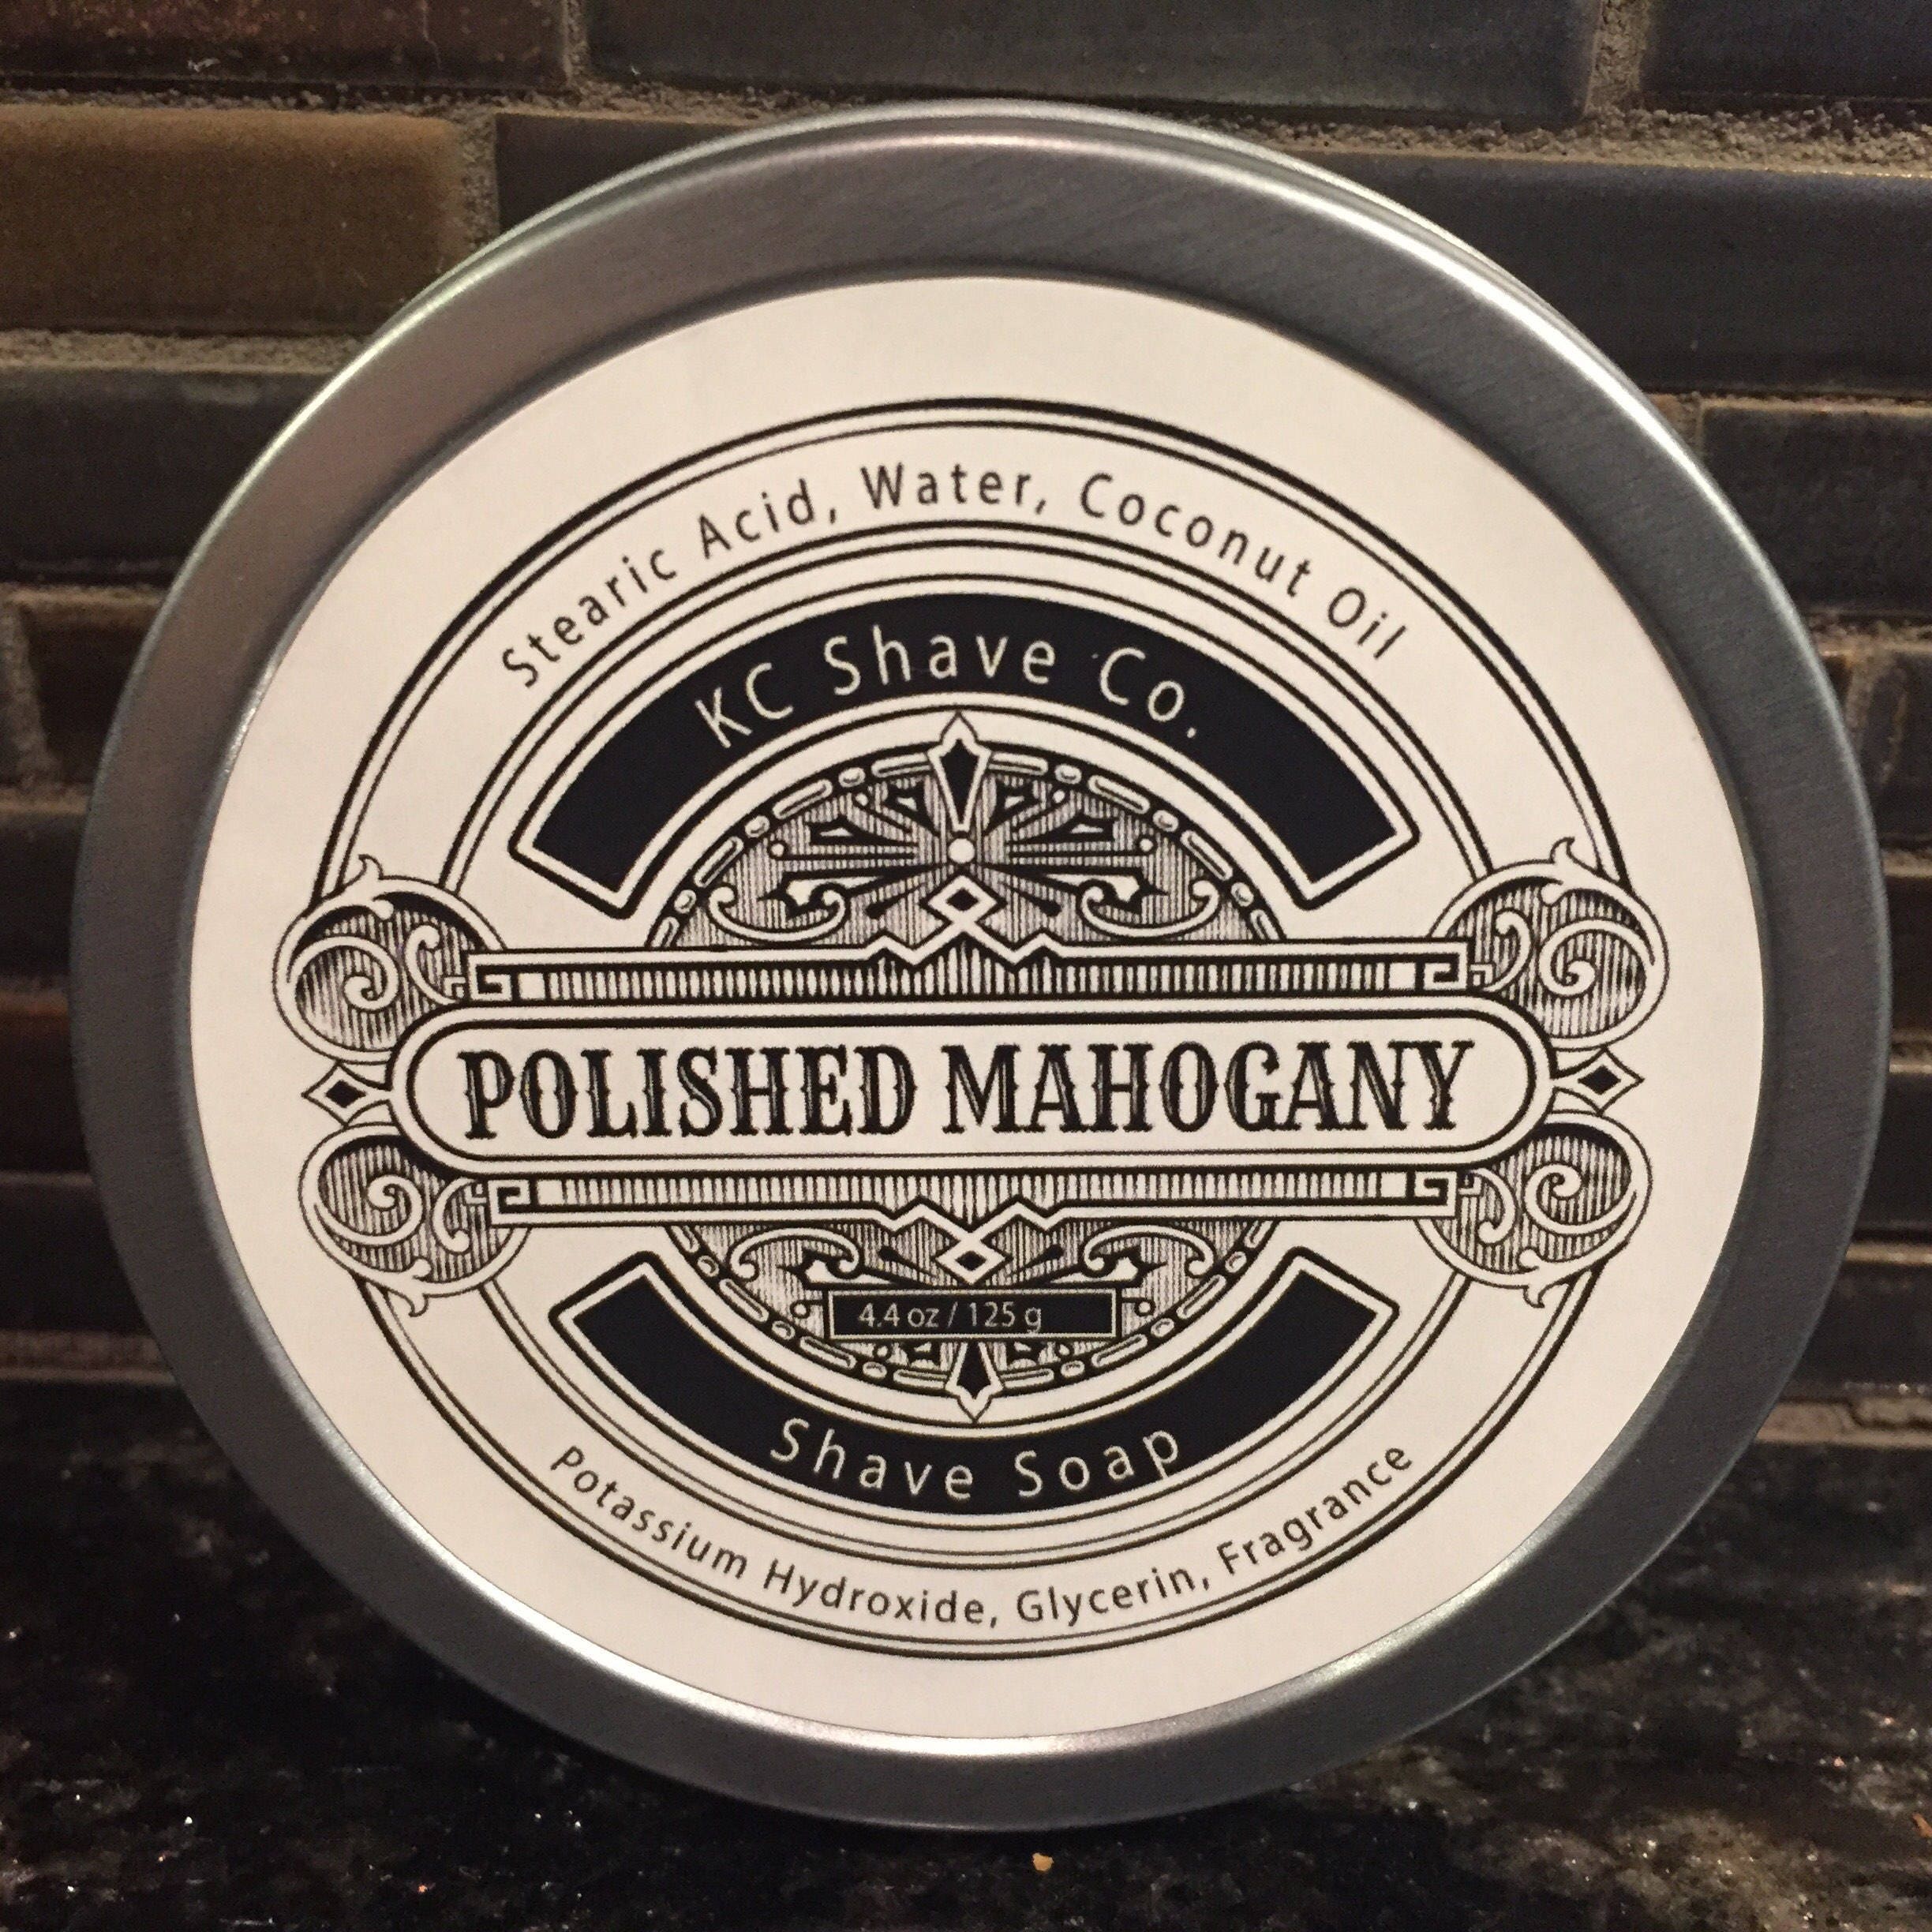 Stearic Acid, Water, Coconut Oil
KC Shave Co.
POLISHED MAHOGANY
4.4 oz / 125 g
Shave Soap
Potassium Hydroxide, Glycerin, Fragrance